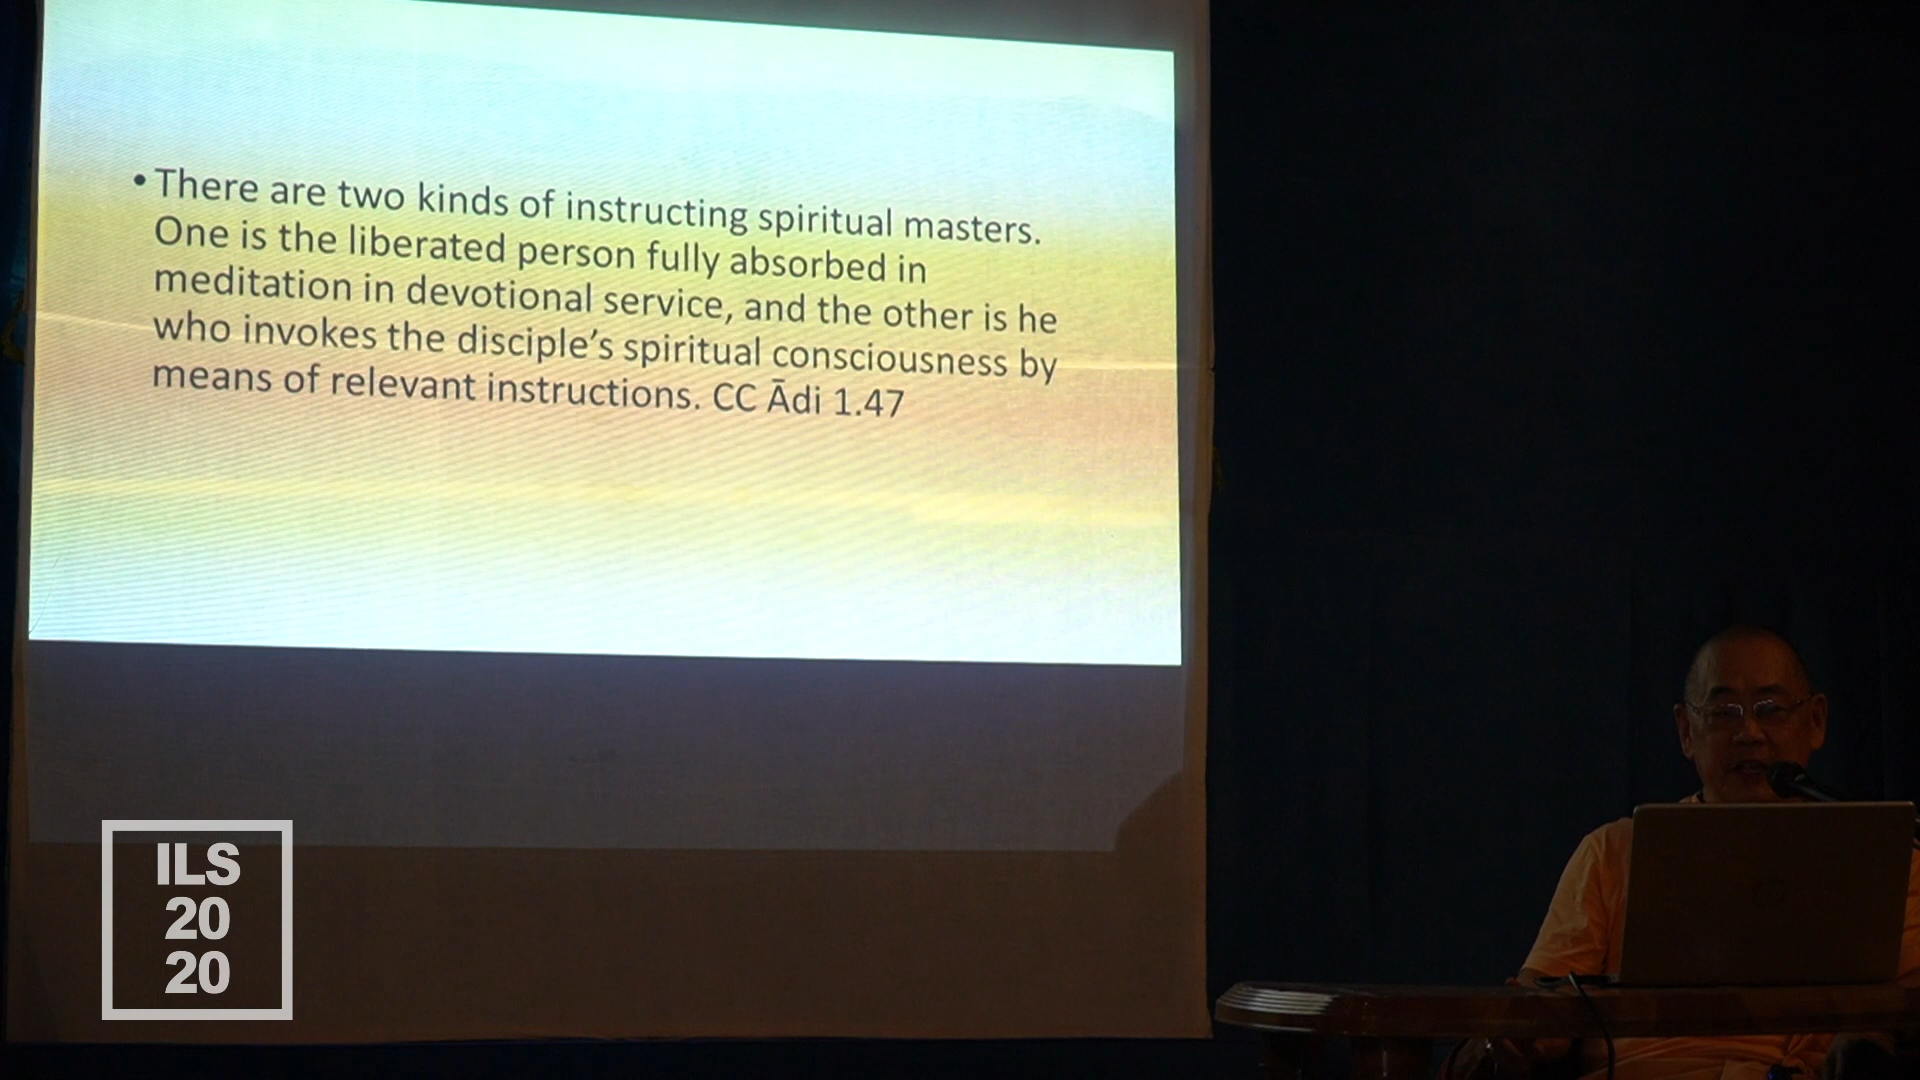 • There are two kinds of instructing spiritual masters.
One is the liberated person fully absorbed in
meditation in devotional service, and the other is he
who invokes the disciple’s spiritual consciousness by
means of relevant instructions. CC Ādi 1.47
ILS
20
20